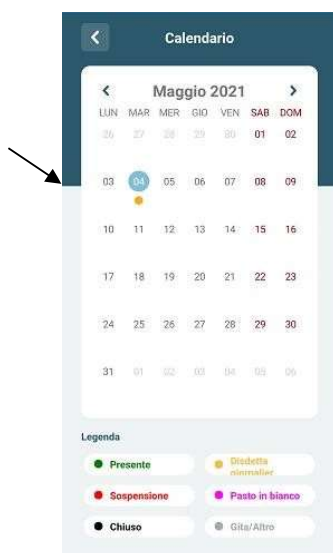 Calendario
Maggio 2021
LUN MAR MER GIO VEN SAB DOM
26 27 28 29 30 01 02
03 04 05 06 07 08 09
10 11 12 13 14 15 16
17 18 19 20 21 22 23
24 25 26 27 28 29 30
31 01 02 03 04 05 06
Legenda
Presente
Disdetta
giornalier
Sospensione
Pasto in bianco
Chiuso
Gita/Altro